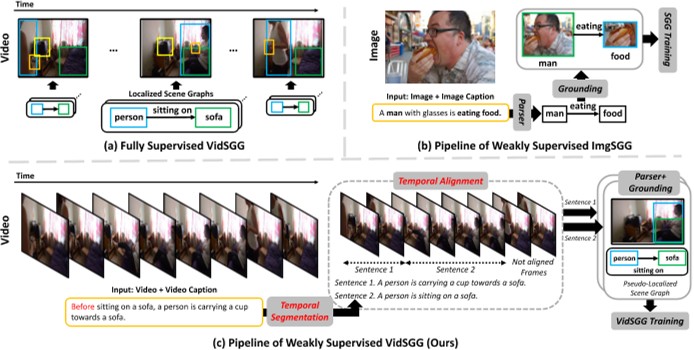 Time
Video
...
...
Localized Scene Graphs
sitting on
person
sofa
(a) Fully Supervised VidSGG
Image
Input: Image + Image Caption
A man with glasses is eating food.
Parser
man
eating
food
Grounding
man
eating
food
SGG Training
(b) Pipeline of Weakly Supervised ImgSGG
Time
Video
Input: Video + Video Caption
Before sitting on a sofa, a person is carrying a cup
towards a sofa.
Temporal
Segmentation
Temporal Alignment
Sentence 1
Sentence 2
Not aligned
Frames
Sentence 1. A person is carrying a cup towards a sofa.
Sentence 2. A person is sitting on a sofa.
Sentence 1
Sentence 2
Parser+
Grounding
person
sofa
sitting on
Pseudo-Localized
Scene Graph
VidSGG Training
(c) Pipeline of Weakly Supervised VidSGG (Ours)